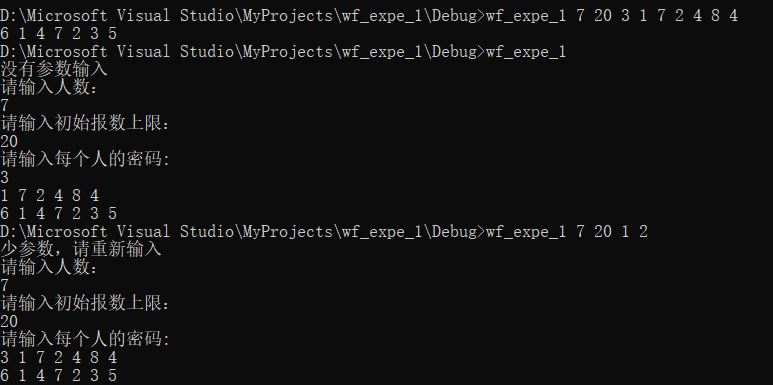 D:\Microsoft Visual Studio\MyProjects\wf_expe_1\Debug>wf_expe_1 7 20 3 1 7 2 4 8 4
6 1 4 7 2 3 5
D:\Microsoft Visual Studio\MyProjects\wf_expe_1\Debug>wf_expe_1
没有参数输入
请输入人数:
7
请输入初始报数上限:
20
请输入每个人的密码:
3
1 7 2 4 8 4
6 1 4 7 2 3 5
D:\Microsoft Visual Studio\MyProjects\wf_expe_1\Debug>wf_expe_1 7 20 1 2
少参数，请重新输入
请输入人数:
7
请输入初始报数上限:
20
请输入每个人的密码:
3 1 7 2 4 8 4
6 1 4 7 2 3 5